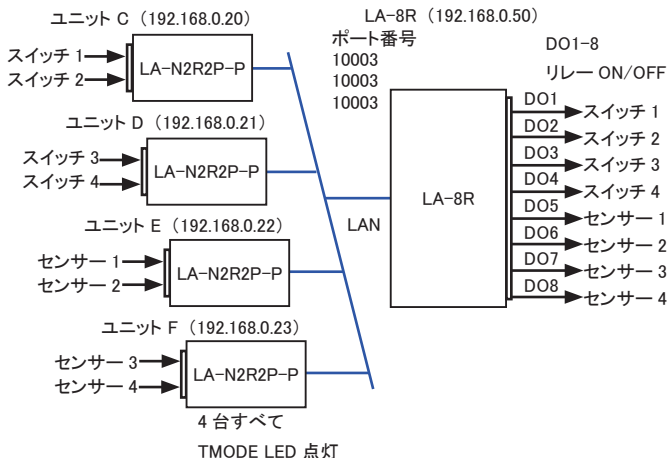 ユニット C (192.168.0.20)
スイッチ 1
スイッチ 2
LA-N2R2P-P
ユニット D (192.168.0.21)
スイッチ 3
スイッチ 4
LA-N2R2P-P
ユニット E (192.168.0.22)
センサー 1
センサー 2
LA-N2R2P-P
ユニット F (192.168.0.23)
センサー 3
センサー 4
LA-N2R2P-P
4 台すべて
TMODE LED 点灯
LAN
LA-8R (192.168.0.50)
ポート番号
10003
10003
10003
LA-8R
DO1-8
リレー ON/OFF
DO1 スイッチ 1
DO2 スイッチ 2
DO3 スイッチ 3
DO4 スイッチ 4
DO5 センサー 1
DO6 センサー 2
DO7 センサー 3
DO8 センサー 4